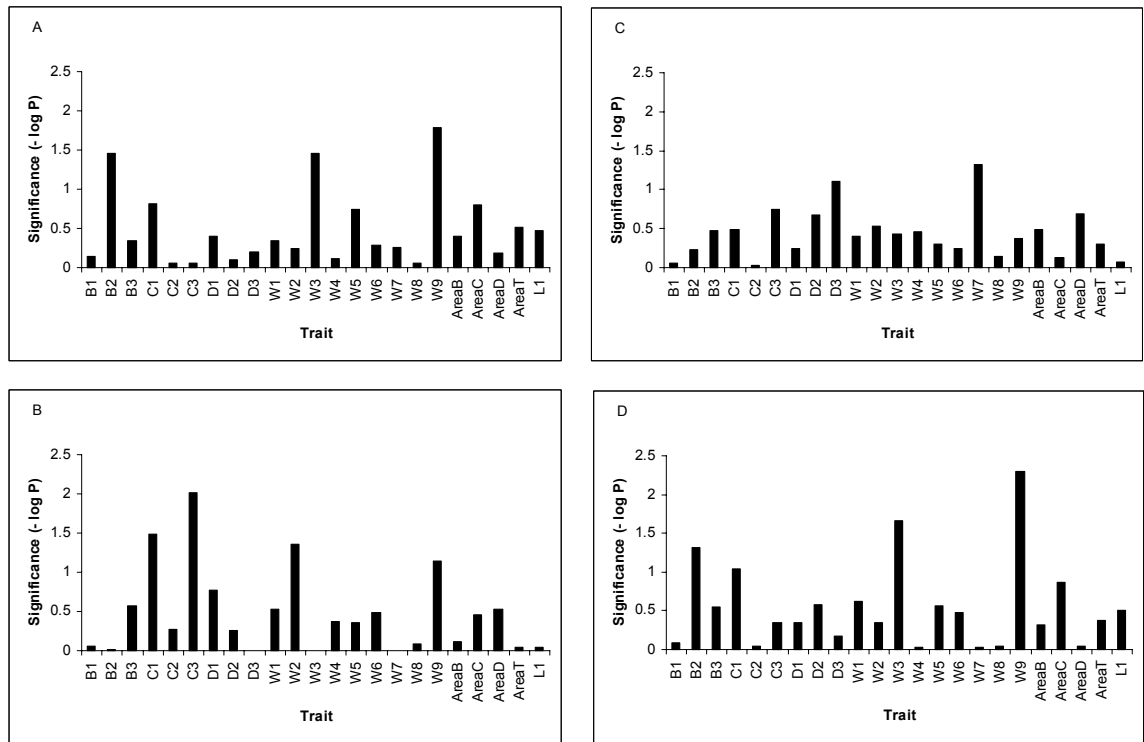 A
Significance (- log P)
2.5
2
1.5
1
0.5
0
B1 B2 B3 C1 C2 C3 D1 D2 D3 W1 W2 W3 W4 W5 W6 W7 W8 W9 AreaB AreaC AreaD AreaT L1
Trait
C
Significance (- log P)
2.5
2
1.5
1
0.5
0
B1 B2 B3 C1 C2 C3 D1 D2 D3 W1 W2 W3 W4 W5 W6 W7 W8 W9 AreaB AreaC AreaD AreaT L1
Trait
B
Significance (- log P)
2.5
2
1.5
1
0.5
0
B1 B2 B3 C1 C2 C3 D1 D2 D3 W1 W2 W3 W4 W5 W6 W7 W8 W9 AreaB AreaC AreaD AreaT L1
Trait
D
Significance (- log P)
2.5
2
1.5
1
0.5
0
B1 B2 B3 C1 C2 C3 D1 D2 D3 W1 W2 W3 W4 W5 W6 W7 W8 W9 AreaB AreaC AreaD AreaT L1
Trait